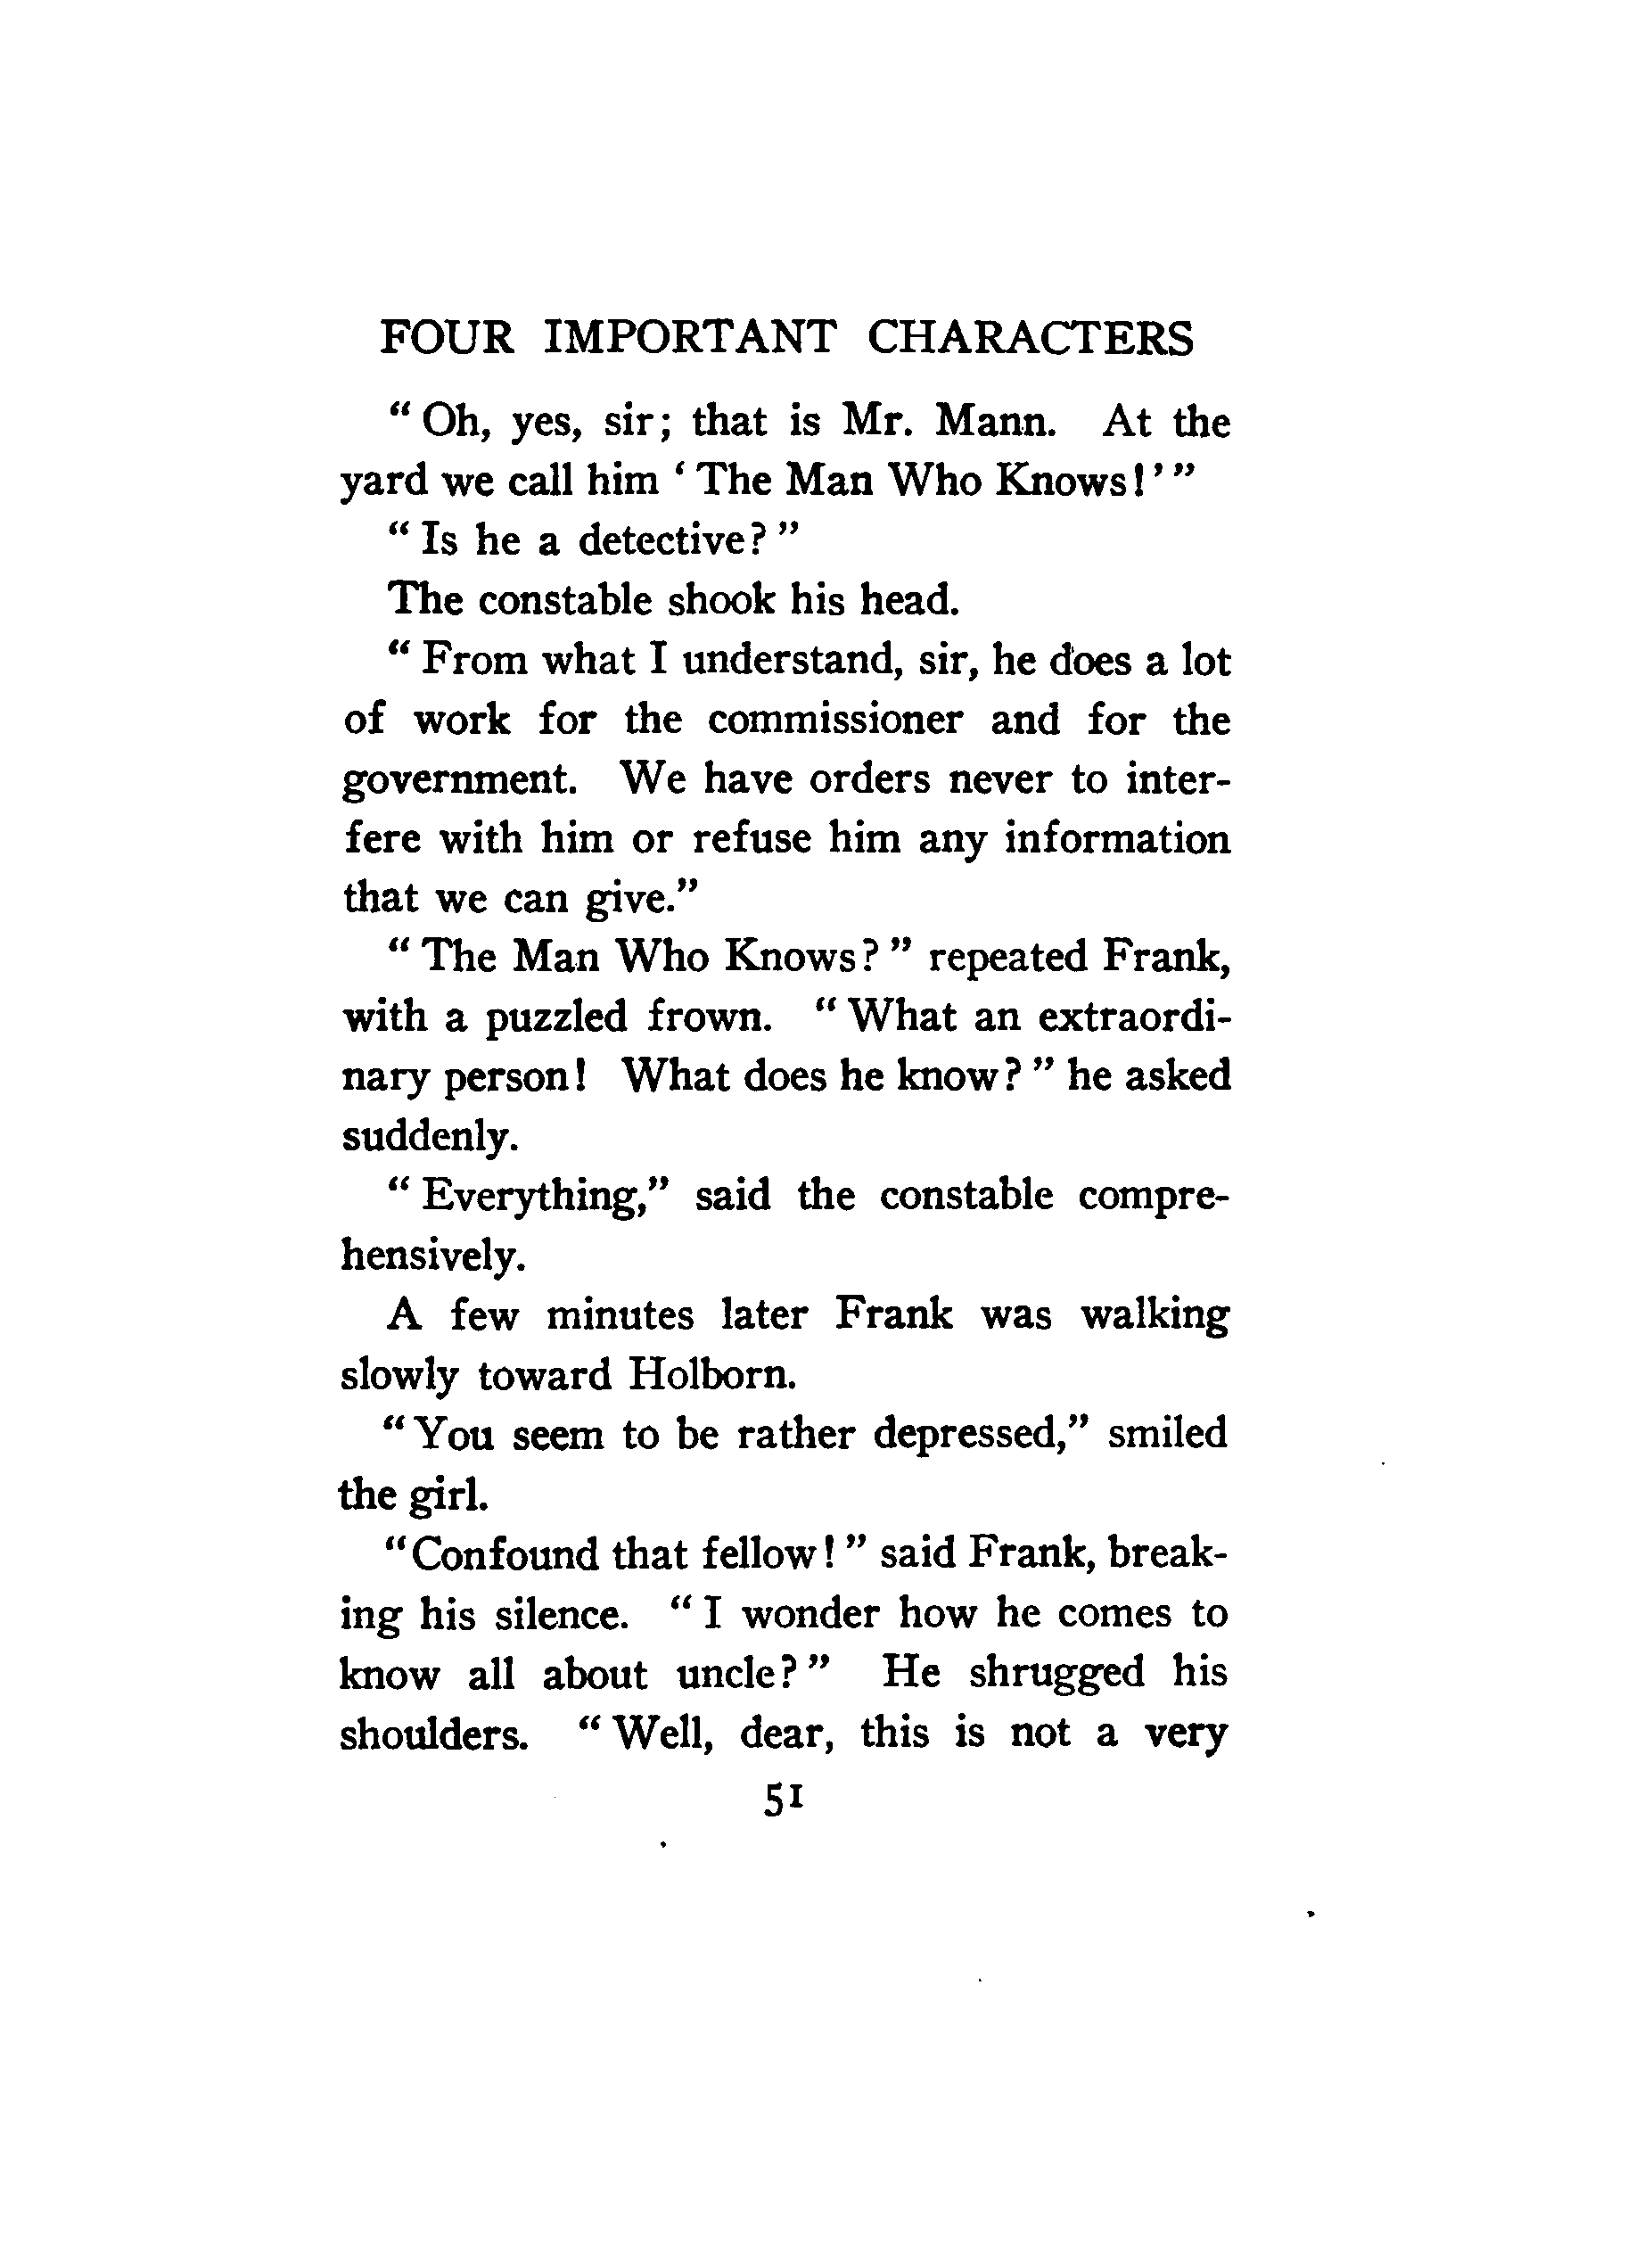 FOUR IMPORTANT CHARACTERS
“ Oh, yes, sir; that is Mr. Mann. At the
yard we call him ‘ The Man Who Knows! ’ ”
“ Is he a detective? ”
The constable shook his head.
“ From what I understand, sir, he does a lot
of work for the commissioner and for the
government. We have orders never to inter-
fere with him or refuse him any information
that we can give.”
“ The Man Who Knows? ” repeated Frank,
with a puzzled frown. “ What an extraordi-
nary person! What does he know? ” he asked
suddenly.
“ Everything,” said the constable compre-
hensively.
A few minutes later Frank was walking
slowly toward Holborn.
“ You seem to be rather depressed,” smiled
the girl.
“Confound that fellow! ” said Frank, break-
ing his silence. “ I wonder how he comes to
know all about uncle? ” He shrugged his
shoulders. “ Well, dear, this is not a very
51